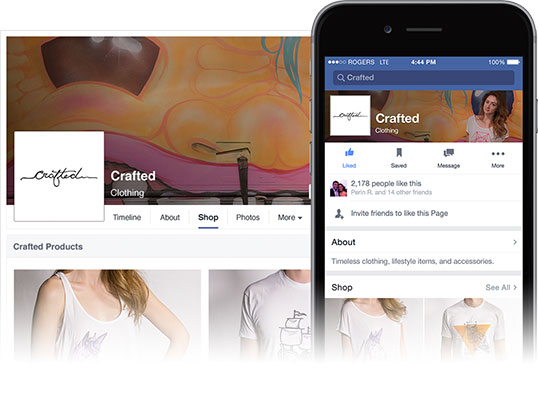 Crafted
Crafted
Clothing
Timeline About Shop Photos More
Crafted Products
ROGERS LTE 4:44 PM 100%
Crafted
Crafted
Crafted
Clothing
Liked Saved Message More
2,178 people like this
Perin R. and 14 other friends
Invite friends to like this Page
About
Timeless clothing, lifestyle items, and accessories.
Shop See All